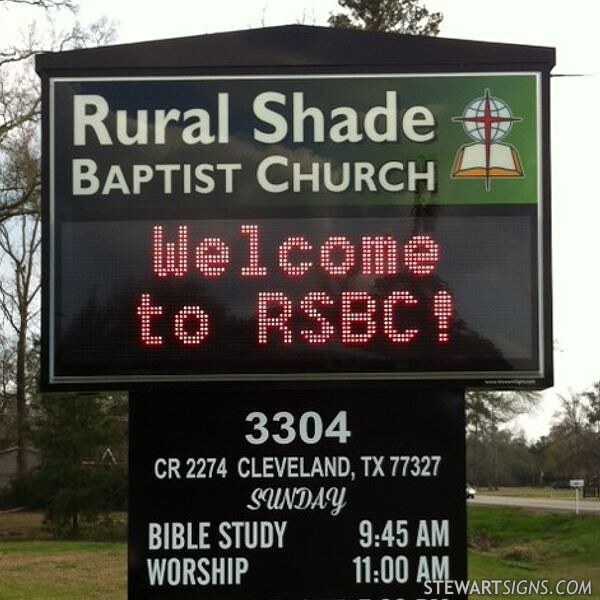 Rural Shade
BAPTIST CHURCH
Welcome
to RSBC!
3304
CR 2274 CLEVELAND, TX 77327
SUNDAY
BIBLE STUDY 9:45 AM
WORSHIP 11:00 AM
STEWARTSIGNS.COM